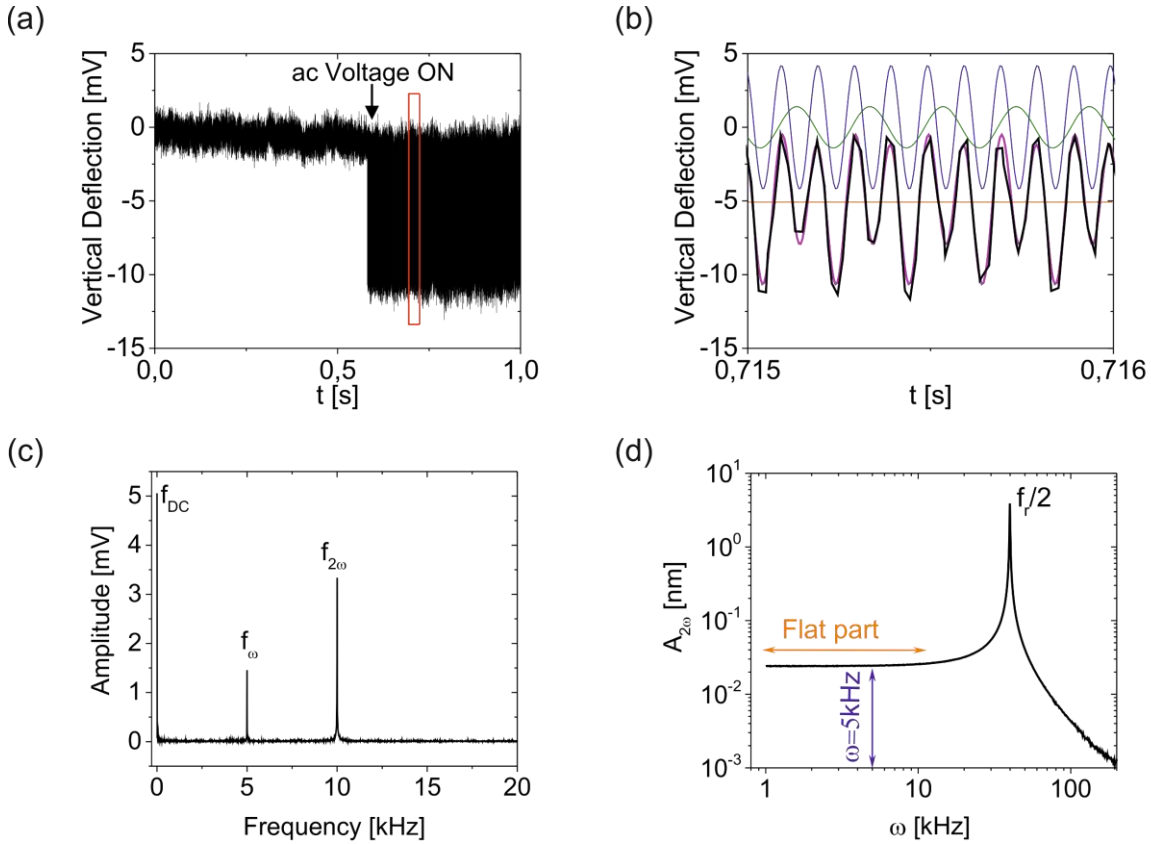 (a)
5
0
-5
-10
-15
Vertical Deflection [mV]
ac Voltage ON
0,0
0,5
1,0
t [s]
(b)
5
0
-5
-10
-15
Vertical Deflection [mV]
0,715
0,716
t [s]
(c)
5
4
3
2
1
0
Amplitude [mV]
f_DC
f_ω
f_2ω
0
5
10
15
20
Frequency [kHz]
(d)
10^1
10^0
10^-1
10^-2
10^-3
A_2ω [nm]
f_r/2
Flat part
ω=5kHz
1
10
100
ω [kHz]